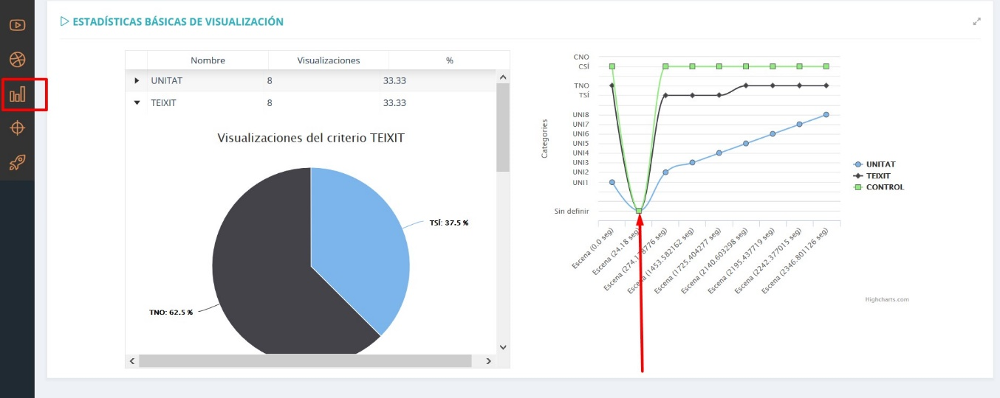 ESTADÍSTICAS BÁSICAS DE VISUALIZACIÓN
Nombre Visualizaciones %
UNITAT 8 33.33
TEIXIT 8 33.33
Visualizaciones del criterio TEIXIT
TSÍ: 37.5 %
TNO: 62.5 %
Categories
CNO
CSÍ
TNO
TSÍ
UNI8
UNI7
UNI6
UNI5
UNI4
UNI3
UNI2
UNI1
Sin definir
Escena (0.0 seg)
Escena (24.18 seg)
Escena (274.178776 seg)
Escena (1453.582162 seg)
Escena (1725.404277 seg)
Escena (2140.603298 seg)
Escena (2195.437719 seg)
Escena (2242.377015 seg)
Escena (2346.801126 seg)
UNITAT
TEIXIT
CONTROL
Highcharts.com